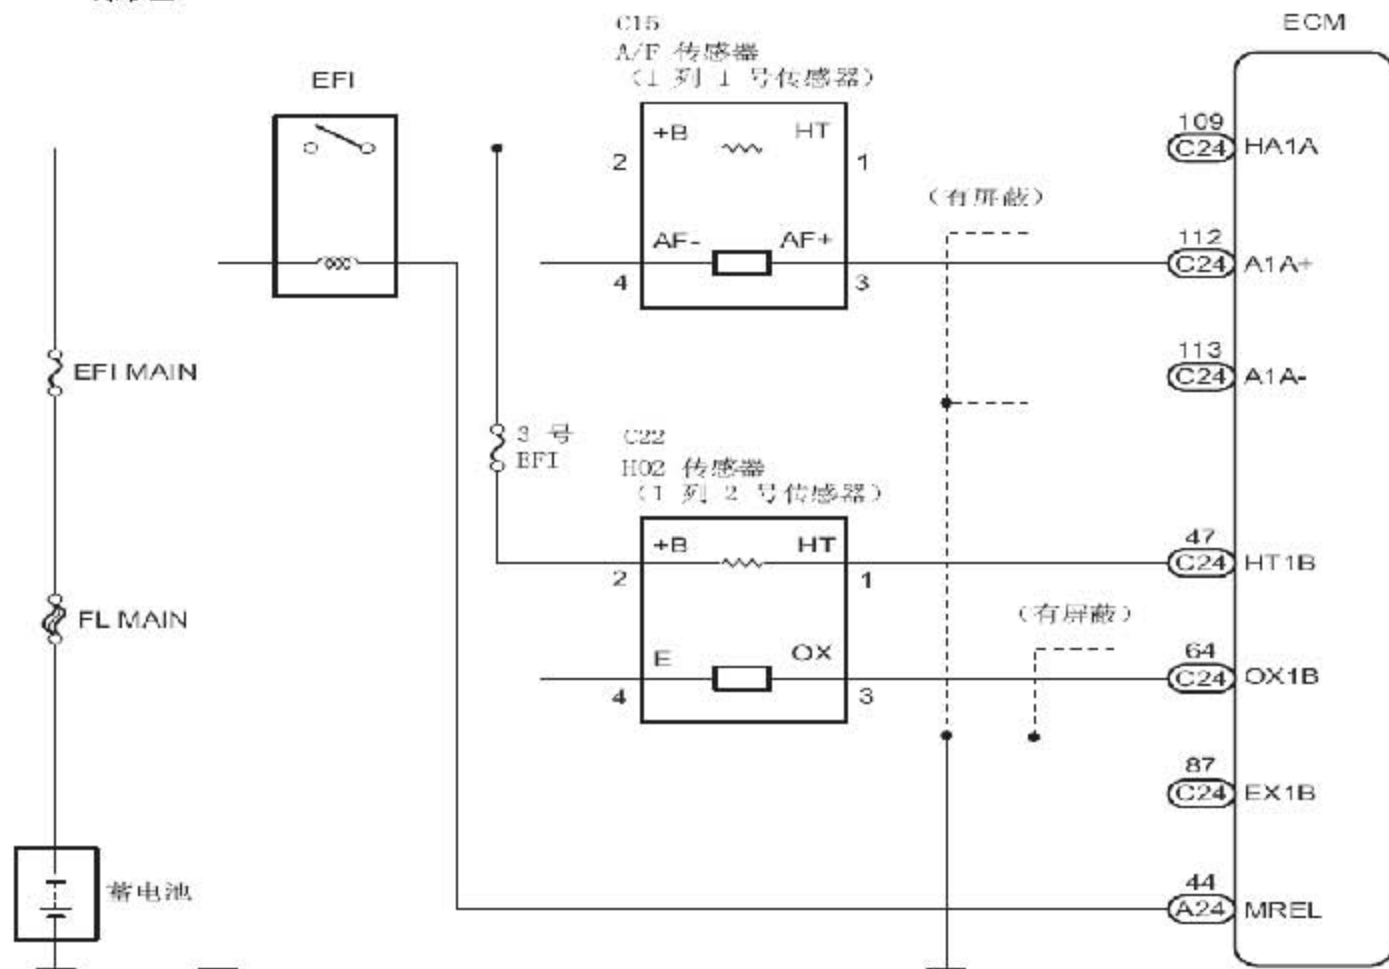 ECM
EFI
C15
A/F 传感器
（1 列 1 号传感器）
+B
HT
2
1
AF-
AF+
4
3
（有屏蔽）
109
C24
HA1A
112
C24
A1A+
113
C24
A1A-
EFI MAIN
3 号
EFI
C22
HO2 传感器
（1 列 2 号传感器）
+B
HT
2
1
E
OX
4
3
（有屏蔽）
47
C24
HT1B
64
C24
OX1B
87
C24
EX1B
44
A24
MREL
FL MAIN
蓄电池